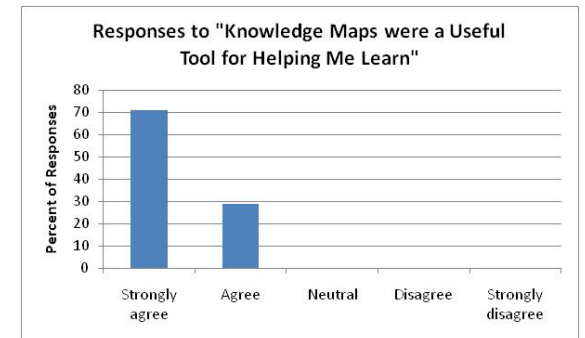 Responses to "Knowledge Maps were a Useful
Tool for Helping Me Learn"
80
70
60
50
40
30
20
10
0
Percent of Responses
Strongly
agree
Agree
Neutral
Disagree
Strongly
disagree